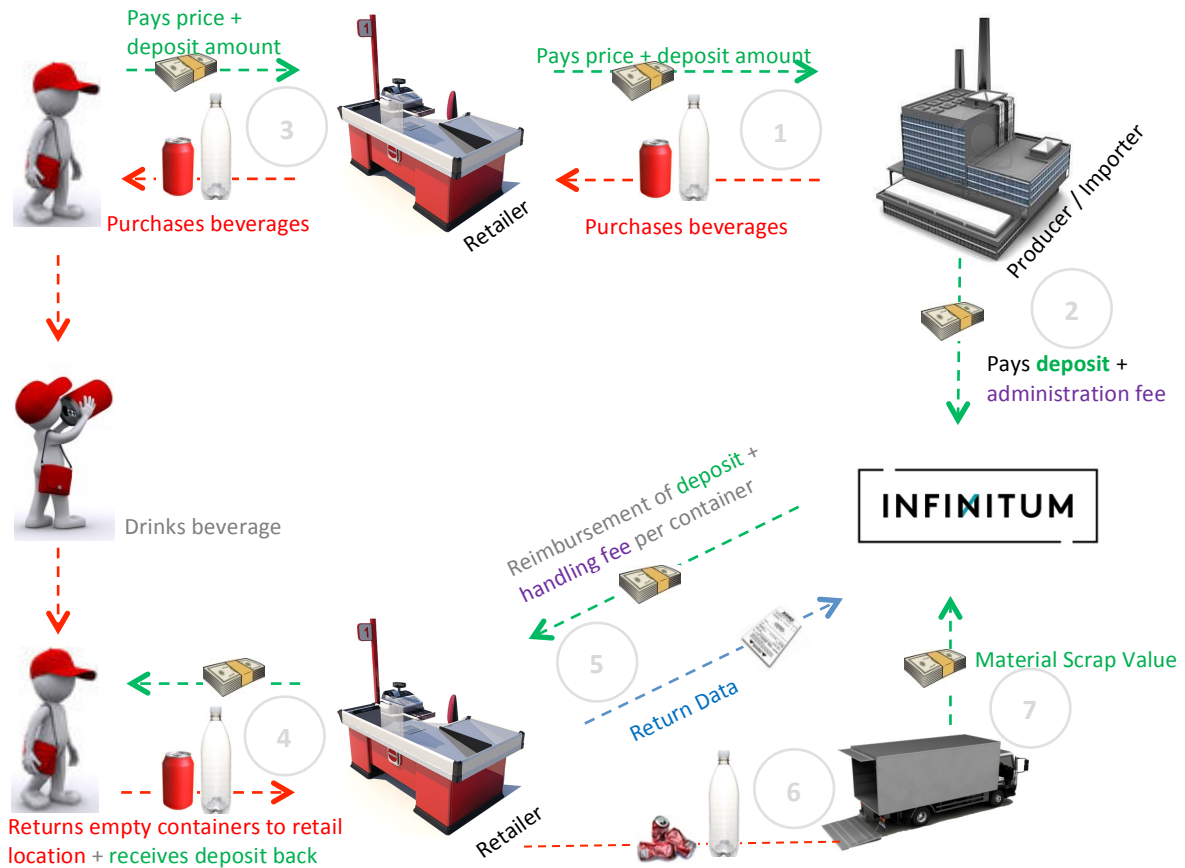 Pays price +
deposit amount
3
1
Purchases beverages
Retailer
Pays price + deposit amount
1
Purchases beverages
Producer / Importer
2
Pays deposit +
administration fee
INFINITUM
Drinks beverage
Reimbursement of deposit +
handling fee per container
5
Return Data
Material Scrap Value
7
4
1
Returns empty containers to retail
location + receives deposit back
Retailer
6